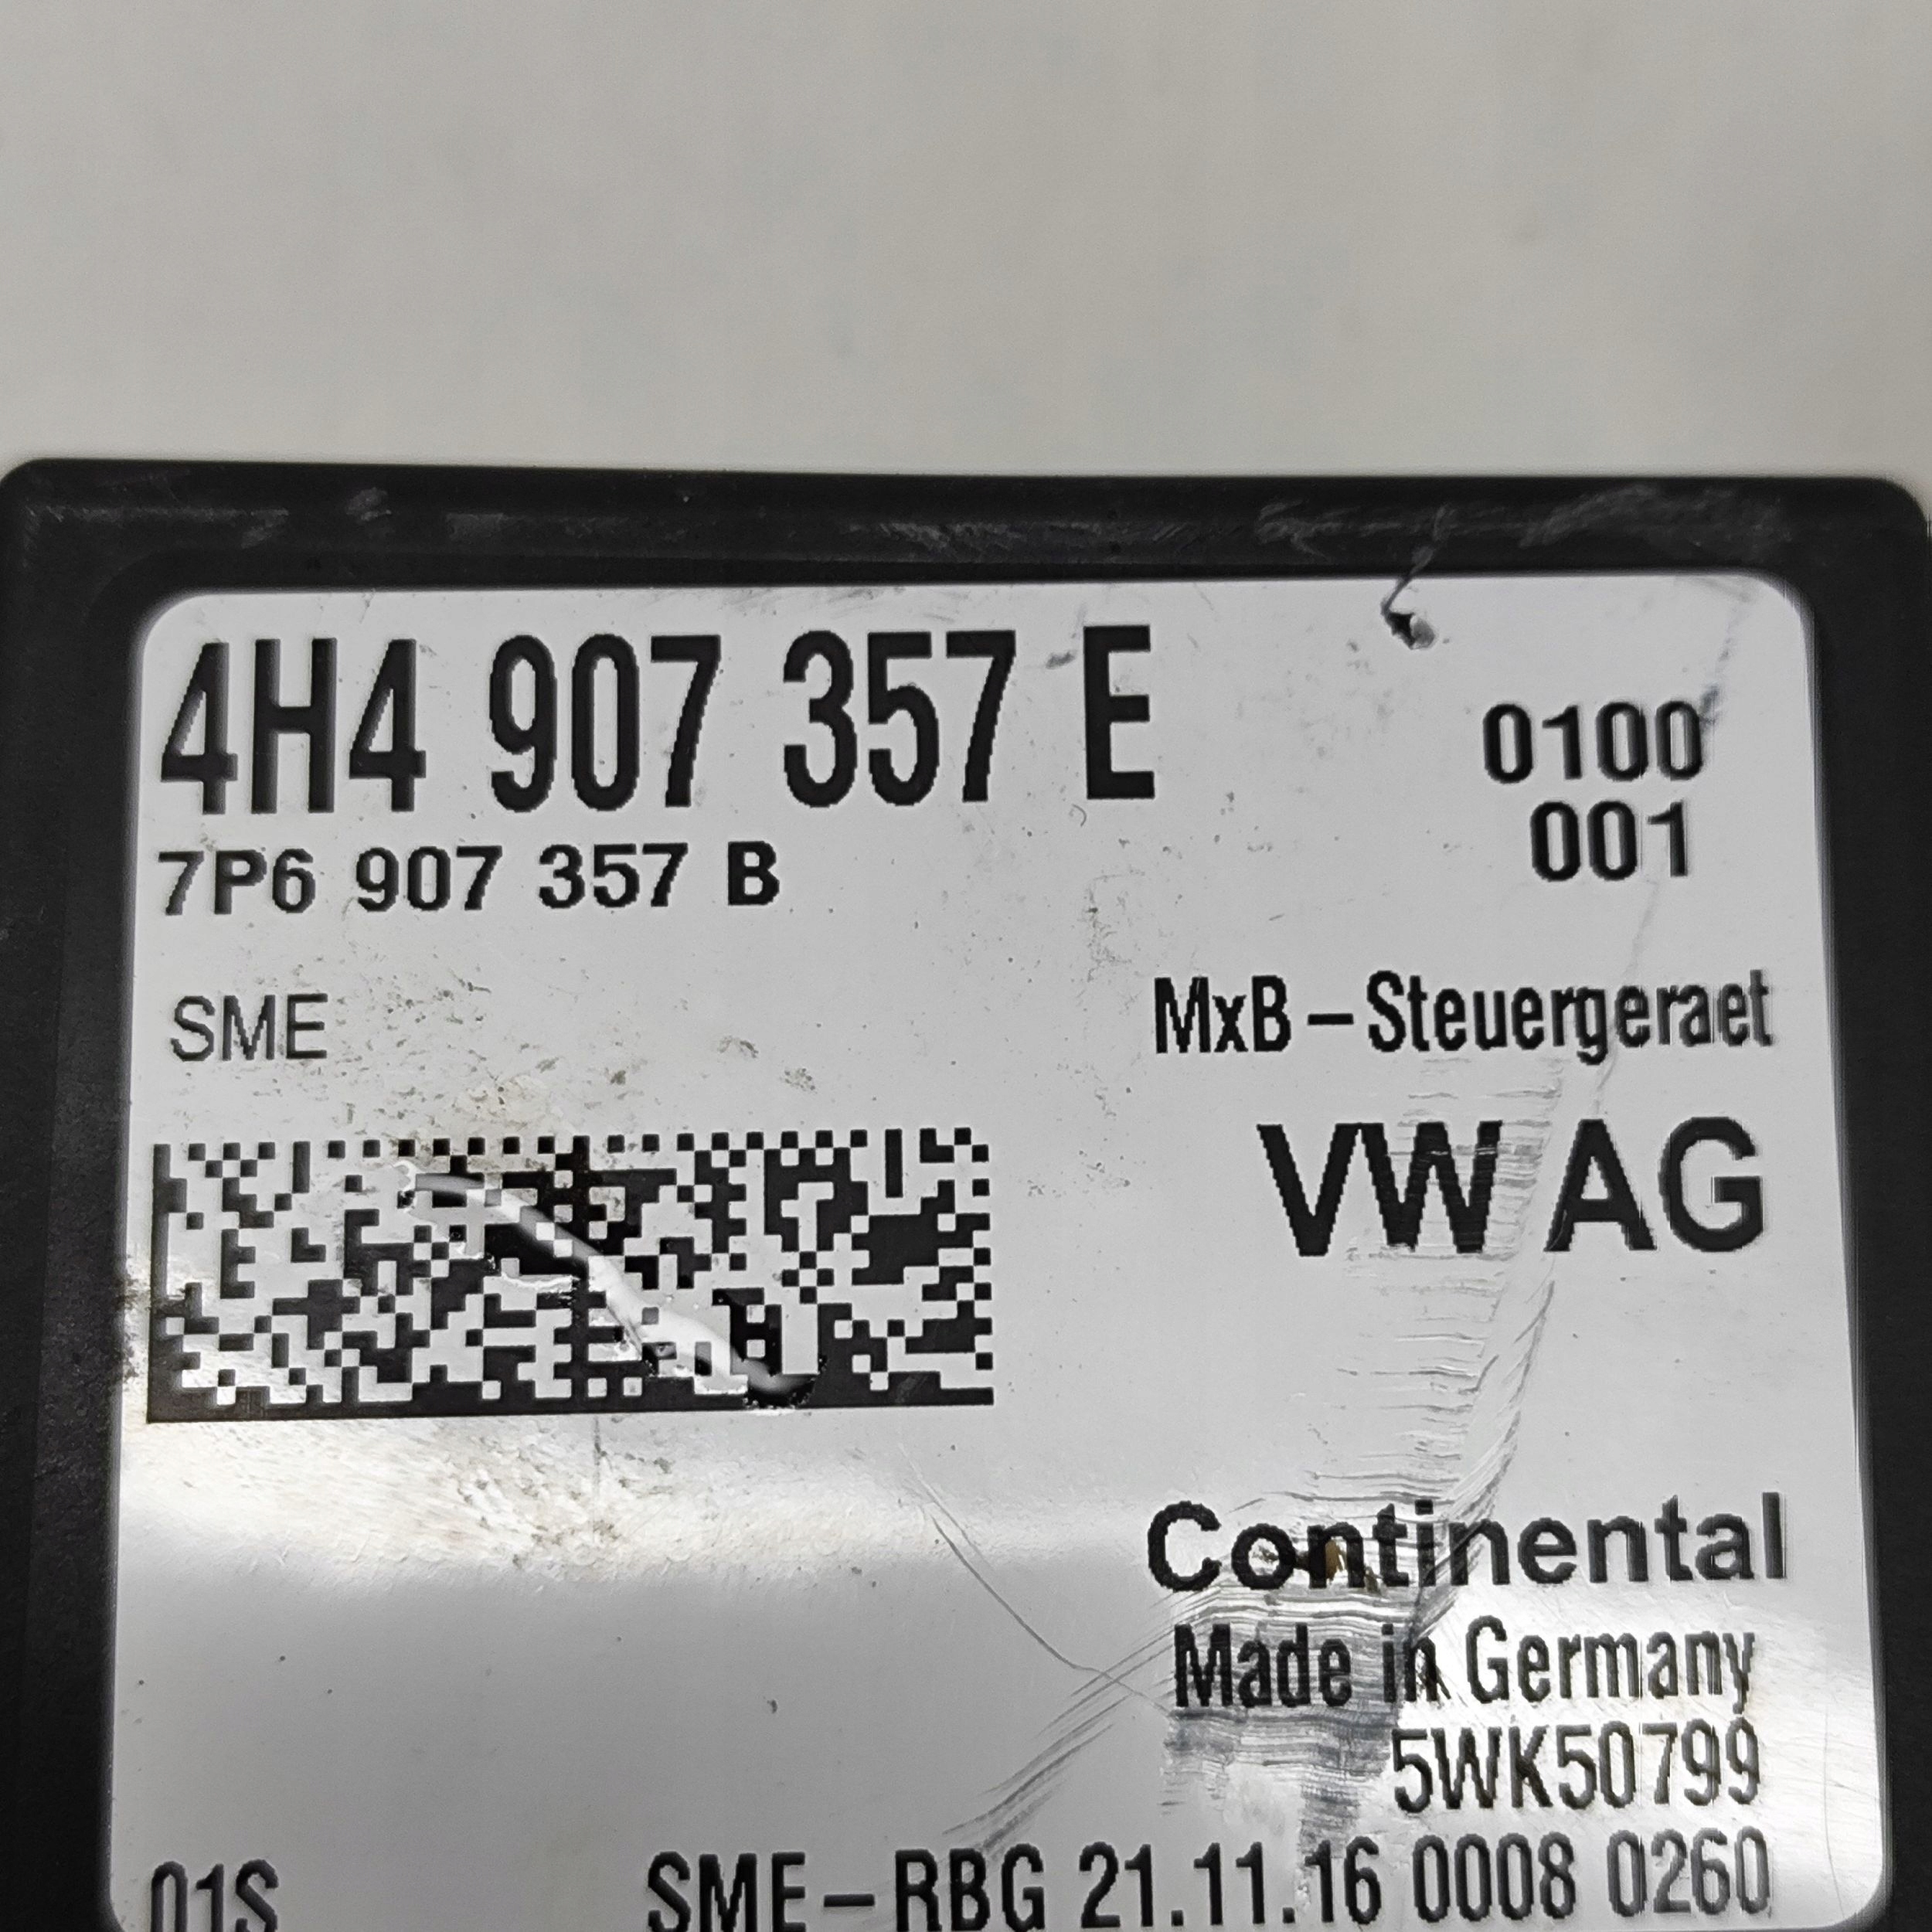 4H4 907 357 E
0100
7P6 907 357 B
001
SME
MxB-Steuergeraet
VW AG
Continental
Made in Germany
5WK50799
01S
SME-RBG 21.11.16 0008 0260